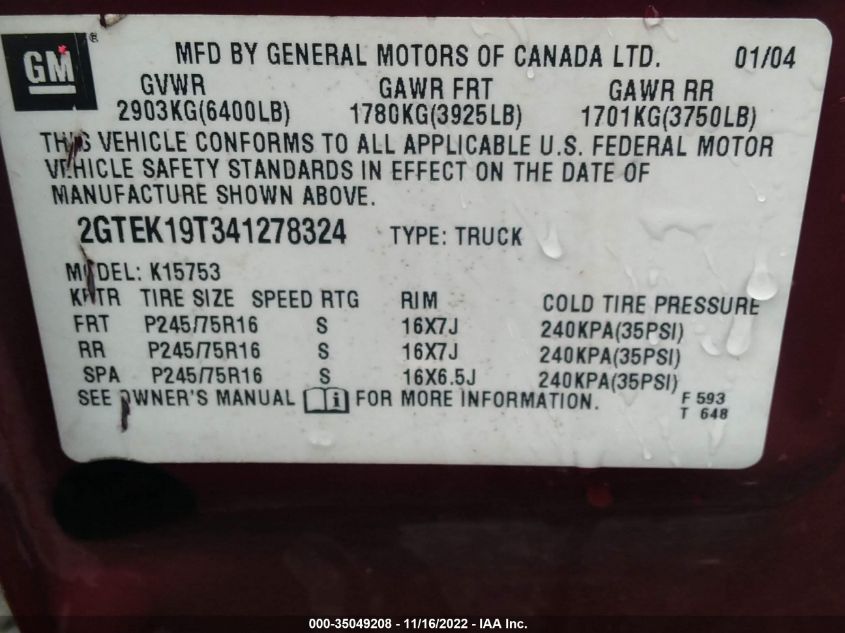 GM ® MFD BY GENERAL MOTORS OF CANADA LTD. 01/04
GVWR GAWR FRT GAWR RR
2903KG(6400LB) 1780KG(3925LB) 1701KG(3750LB)
THIS VEHICLE CONFORMS TO ALL APPLICABLE U.S. FEDERAL MOTOR
VEHICLE SAFETY STANDARDS IN EFFECT ON THE DATE OF
MANUFACTURE SHOWN ABOVE.
2GTEK19T341278324 TYPE: TRUCK
MODEL: K15753
TIRE SIZE SPEED RTG RIM COLD TIRE PRESSURE
FRT P245/75R16 S 16X7J 240KPA(35PSI)
RR P245/75R16 S 16X7J 240KPA(35PSI)
SPA P245/75R16 S 16X6.5J 240KPA(35PSI)
SEE OWNER'S MANUAL i FOR MORE INFORMATION. F 593
T 648
000-35049208 - 11/16/2022 - IAA Inc.